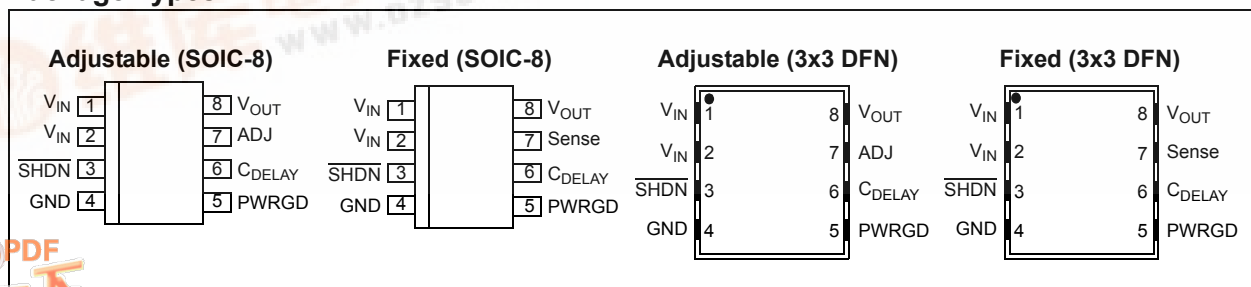 Adjustable (SOIC-8)
VIN 1
VIN 2
SHDN 3
GND 4
8 VOUT
7 ADJ
6 CDELAY
5 PWRGD
Fixed (SOIC-8)
VIN 1
VIN 2
SHDN 3
GND 4
8 VOUT
7 Sense
6 CDELAY
5 PWRGD
Adjustable (3x3 DFN)
VIN 1
VIN 2
SHDN 3
GND 4
8 VOUT
7 ADJ
6 CDELAY
5 PWRGD
Fixed (3x3 DFN)
VIN 1
VIN 2
SHDN 3
GND 4
8 VOUT
7 Sense
6 CDELAY
5 PWRGD
PDF